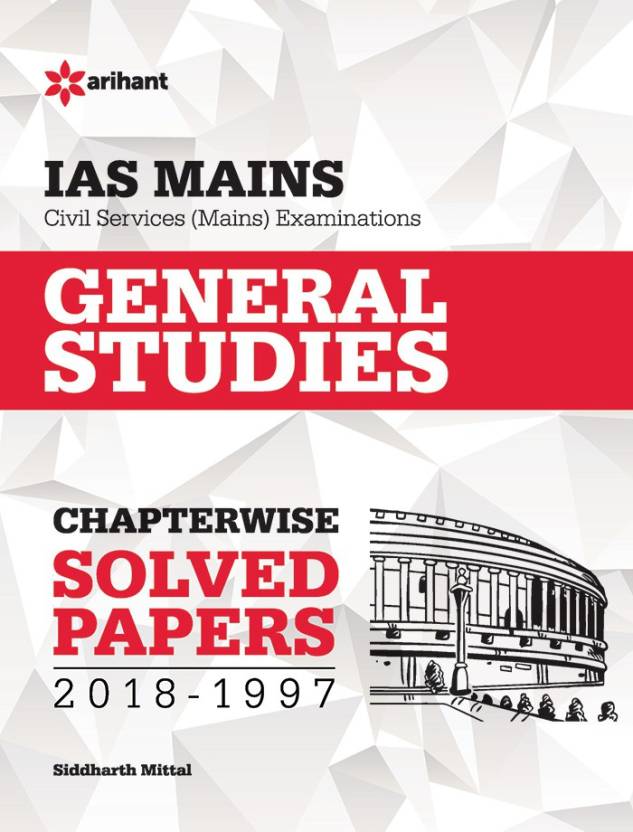 arihant
IAS MAINS
Civil Services (Mains) Examinations
GENERAL
STUDIES
CHAPTERWISE
SOLVED
PAPERS
2018-1997
Siddharth Mittal